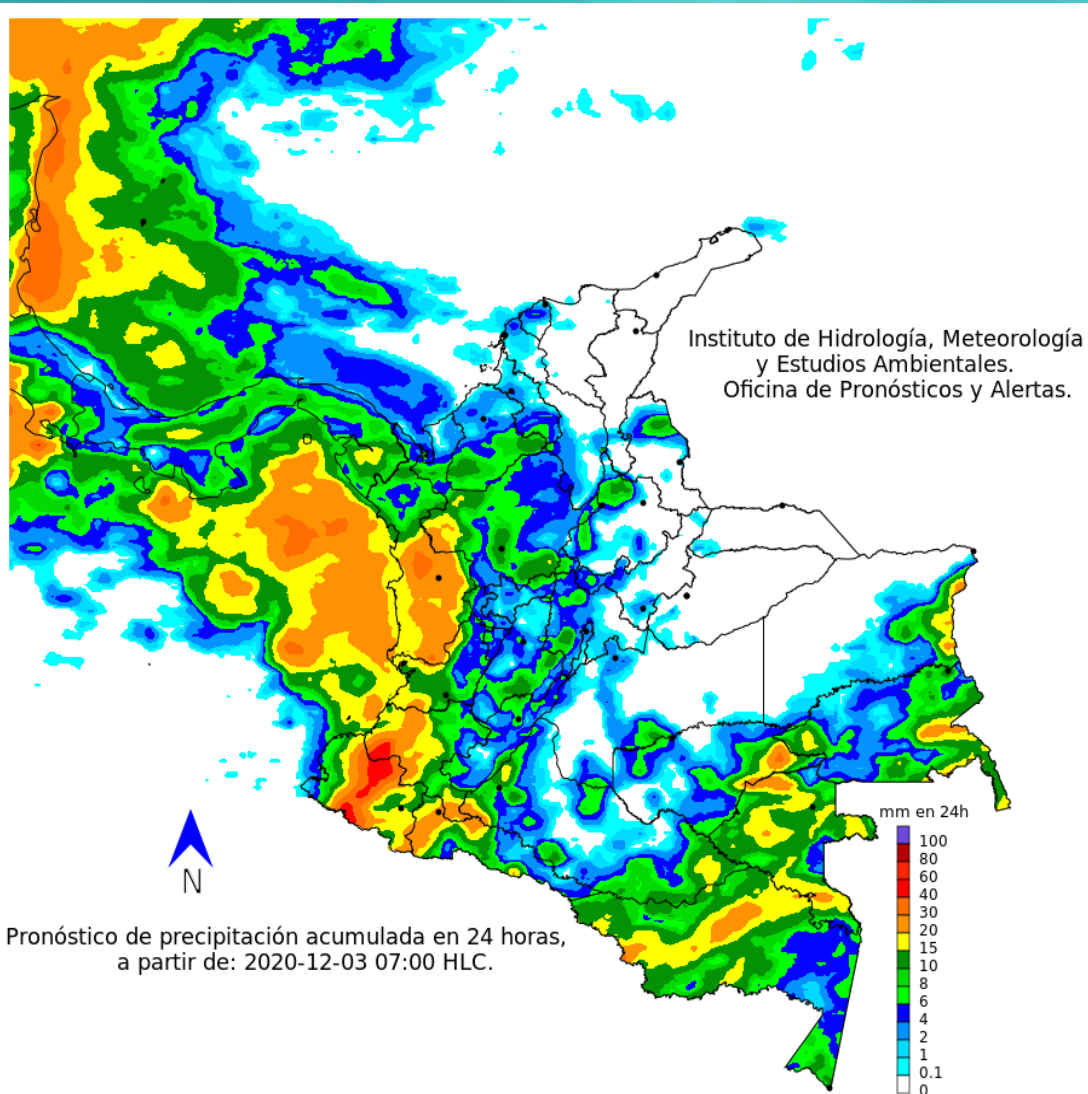 Instituto de Hidrología, Meteorología
y Estudios Ambientales.
Oficina de Pronósticos y Alertas.
mm en 24h
100
80
60
40
30
20
15
10
8
6
4
2
1
0.1
0
N
Pronóstico de precipitación acumulada en 24 horas,
a partir de: 2020-12-03 07:00 HLC.